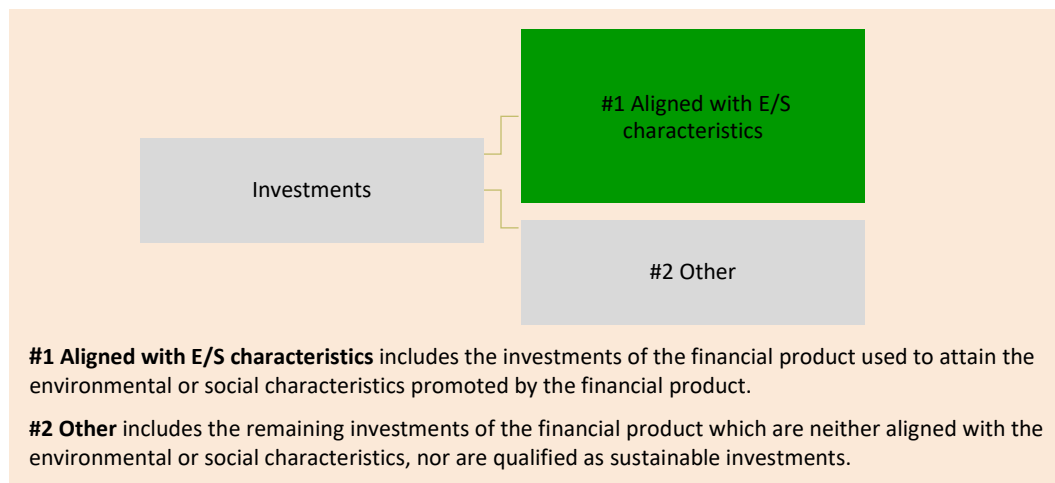 #1 Aligned with E/S
characteristics
Investments
#2 Other
#1 Aligned with E/S characteristics includes the investments of the financial product used to attain the
environmental or social characteristics promoted by the financial product.
#2 Other includes the remaining investments of the financial product which are neither aligned with the
environmental or social characteristics, nor are qualified as sustainable investments.